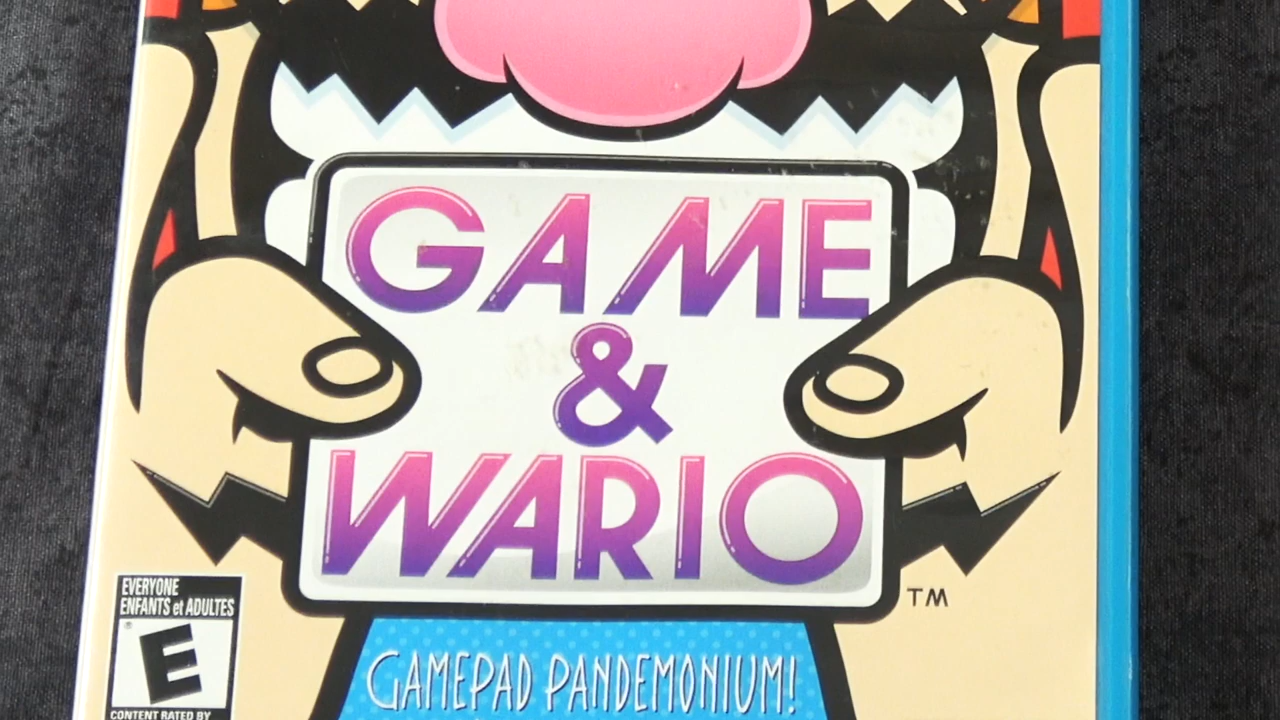 GAME
&
WARIO
TM
EVERYONE
ENFANTS et ADULTES
E
CONTENT RATED BY
GAMEPAD PANDEMONIUM!